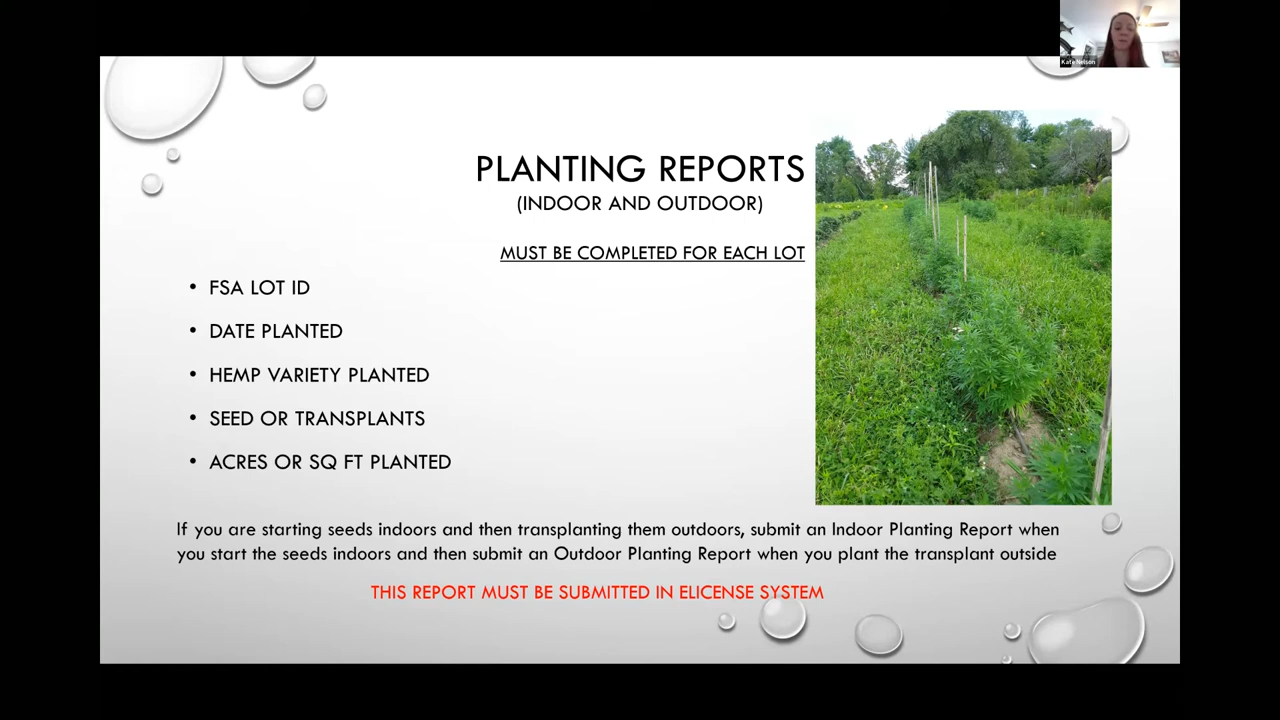 Kate Nelson
PLANTING REPORTS
(INDOOR AND OUTDOOR)
MUST BE COMPLETED FOR EACH LOT
• FSA LOT ID
• DATE PLANTED
• HEMP VARIETY PLANTED
• SEED OR TRANSPLANTS
• ACRES OR SQ FT PLANTED
If you are starting seeds indoors and then transplanting them outdoors, submit an Indoor Planting Report when
you start the seeds indoors and then submit an Outdoor Planting Report when you plant the transplant outside
THIS REPORT MUST BE SUBMITTED IN ELICENSE SYSTEM